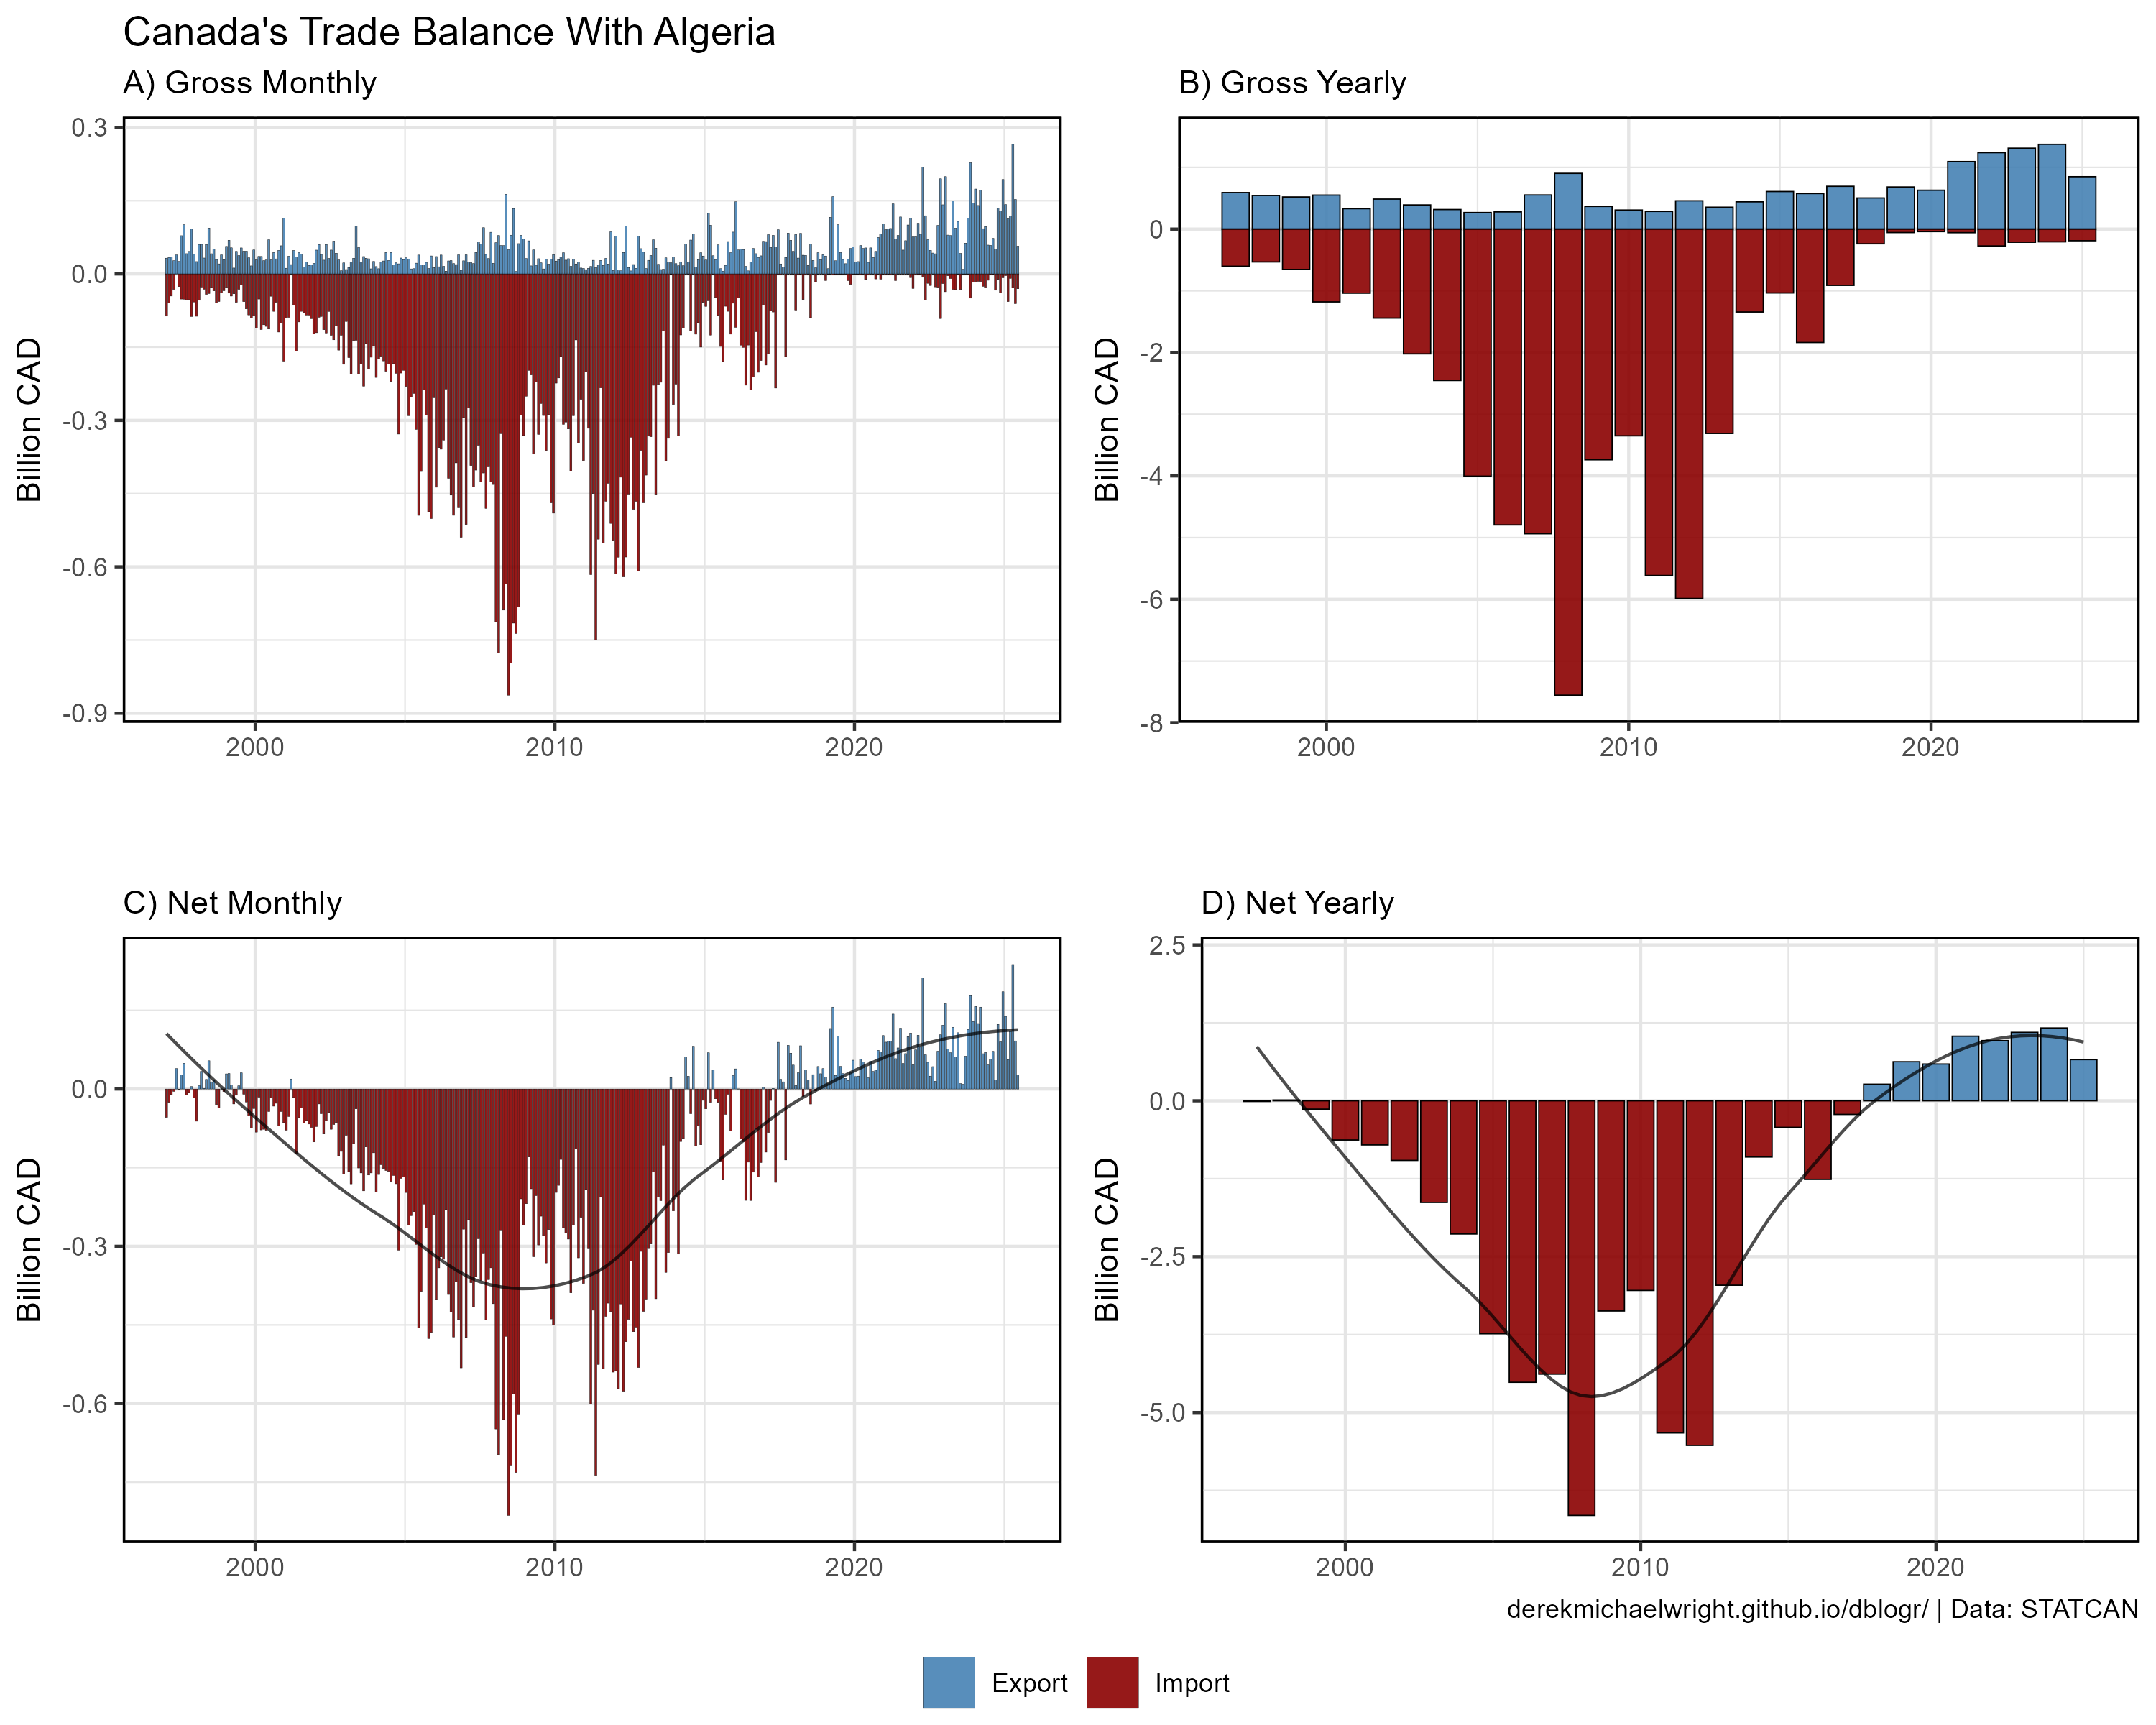 Canada's Trade Balance With Algeria
A) Gross Monthly
Billion CAD
0.3
0.0
-0.3
-0.6
-0.9
2000 2010 2020
B) Gross Yearly
Billion CAD
0
-2
-4
-6
-8
2000 2010 2020
C) Net Monthly
Billion CAD
0.0
-0.3
-0.6
2000 2010 2020
D) Net Yearly
Billion CAD
2.5
0.0
-2.5
-5.0
2000 2010 2020
derekmichaelwright.github.io/dblogr/ | Data: STATCAN
Export Import